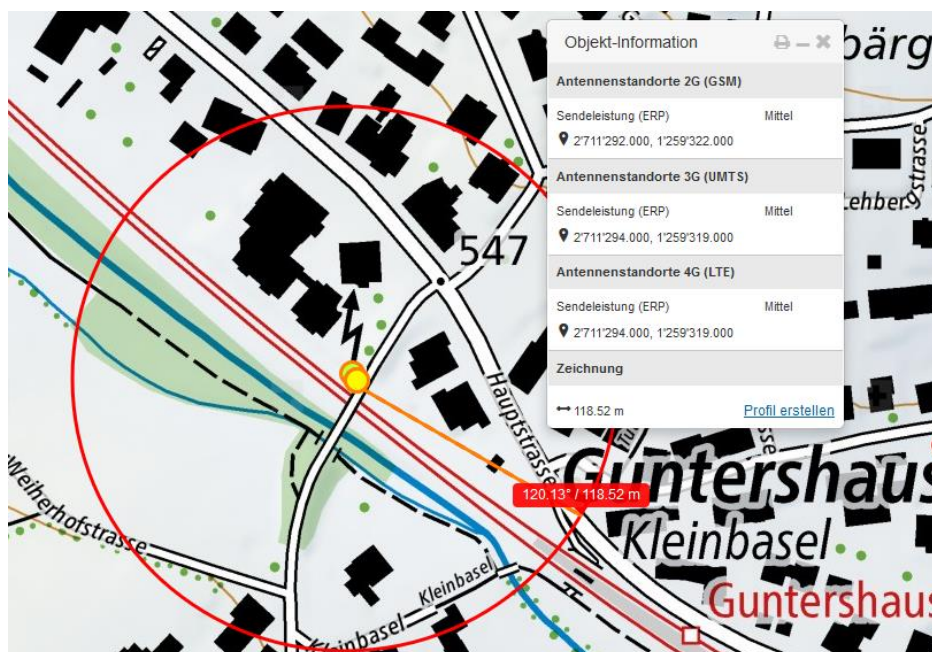 Objekt-Information
Antennenstandorte 2G (GSM)
Sendeleistung (ERP) Mittel
2'711'292.000, 1'259'322.000
Antennenstandorte 3G (UMTS)
Sendeleistung (ERP) Mittel
2'711'294.000, 1'259'319.000
Antennenstandorte 4G (LTE)
Sendeleistung (ERP) Mittel
2'711'294.000, 1'259'319.000
Zeichnung
118.52 m Profil erstellen
bärg
547
Hauptstrasse
120.13° / 118.52 m
Guntershaus
Kleinbasel
Weiherhofstrasse
Kleinbasel
Kleinbasel
Guntershaus